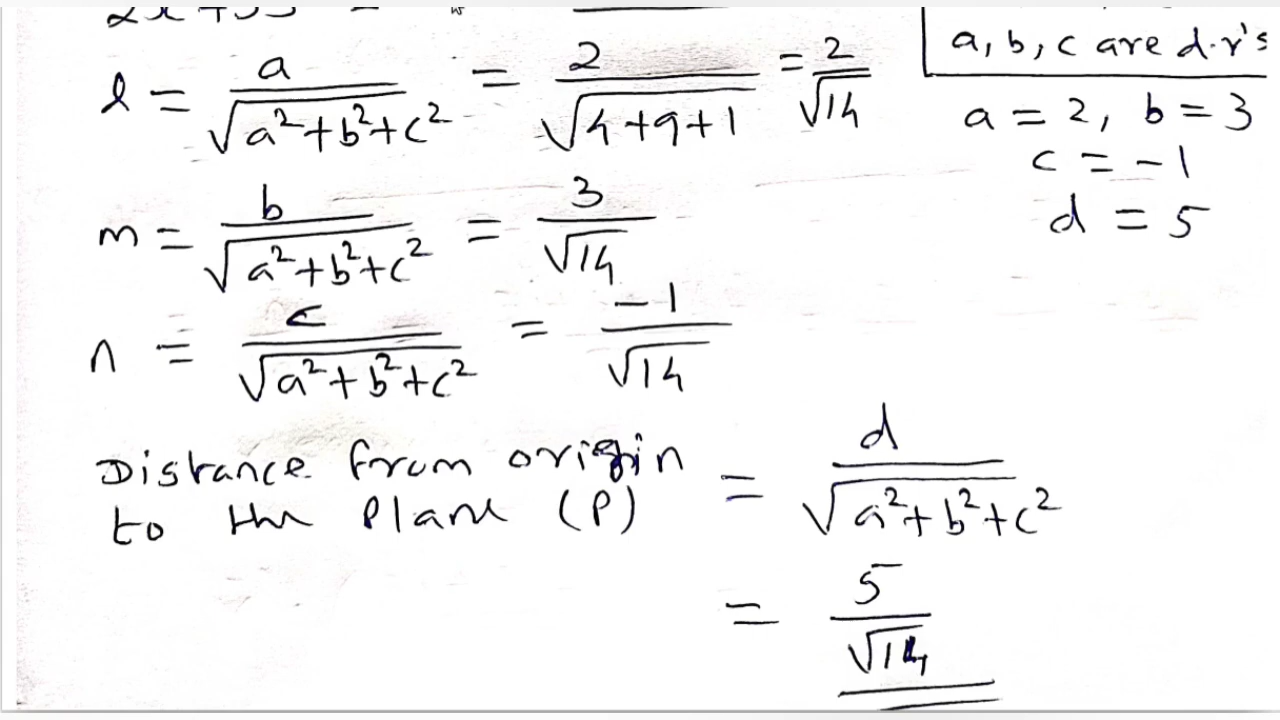 a, b, c are d.r's
l = a/√(a²+b²+c²) = 2/√(4+9+1) = 2/√14
a = 2, b = 3
c = -1
d = 5
m = b/√(a²+b²+c²) = 3/√14
n = c/√(a²+b²+c²) = -1/√14
Distance from origin
to the Plane (P) = d/√(a²+b²+c²)
= 5/√14